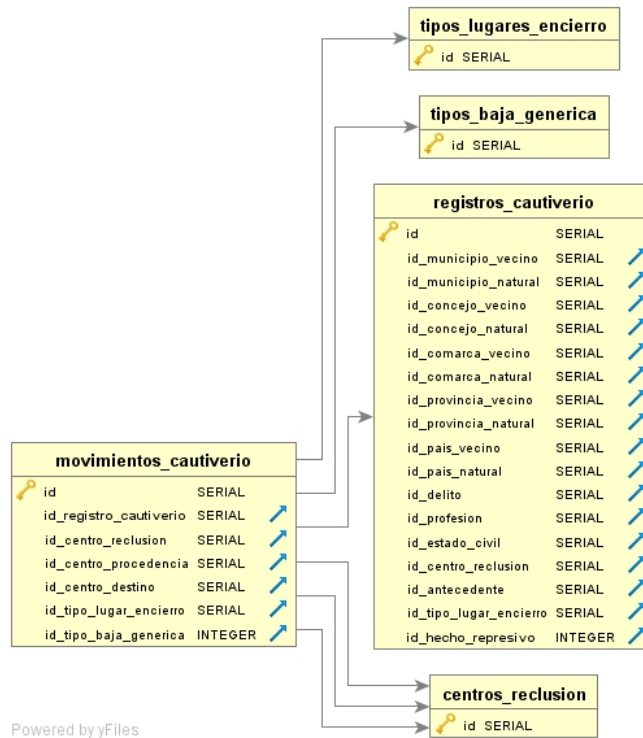 tipos_lugares_encierro
id SERIAL
tipos_baja_generica
id SERIAL
registros_cautiverio
id SERIAL
id_municipio_vecino SERIAL
id_municipio_natural SERIAL
id_concejo_vecino SERIAL
id_concejo_natural SERIAL
id_comarca_vecino SERIAL
id_comarca_natural SERIAL
id_provincia_vecino SERIAL
id_provincia_natural SERIAL
id_pais_vecino SERIAL
id_pais_natural SERIAL
id_delito SERIAL
id_profesion SERIAL
id_estado_civil SERIAL
id_centro_reclusion SERIAL
id_antecedente SERIAL
id_tipo_lugar_encierro SERIAL
id_hecho_represivo INTEGER
movimientos_cautiverio
id SERIAL
id_registro_cautiverio SERIAL
id_centro_reclusion SERIAL
id_centro_procedencia SERIAL
id_centro_destino SERIAL
id_tipo_lugar_encierro SERIAL
id_tipo_baja_generica INTEGER
centros_reclusion
id SERIAL
Powered by yFiles